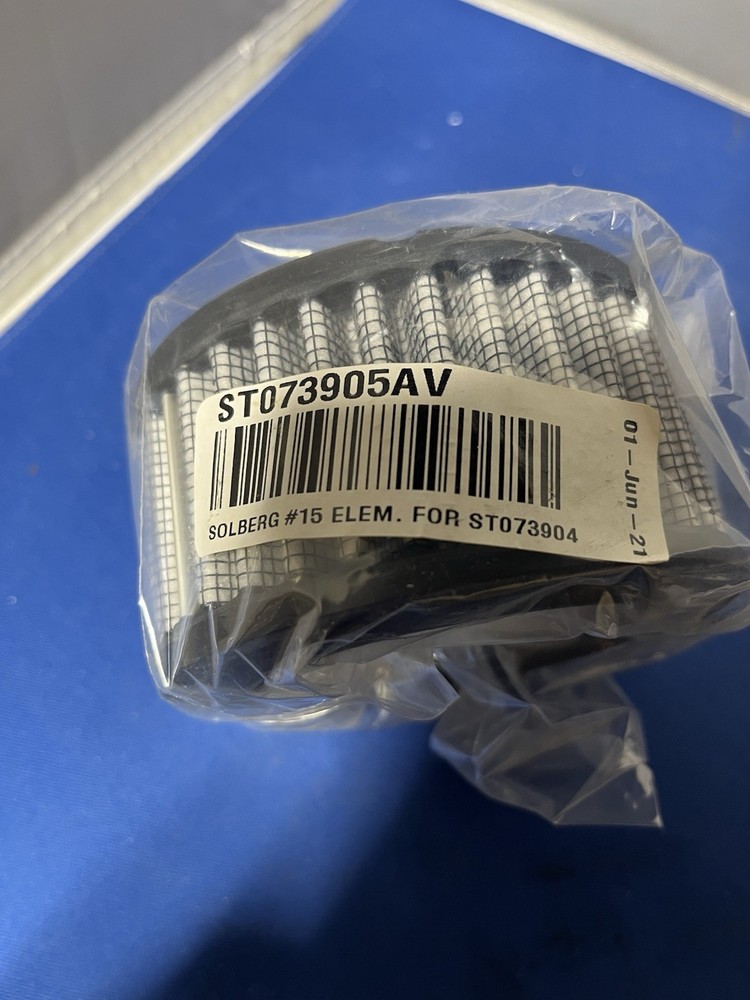 ST073905AV
SOLBERG #15 ELEM. FOR ST073904
01-Jun-21